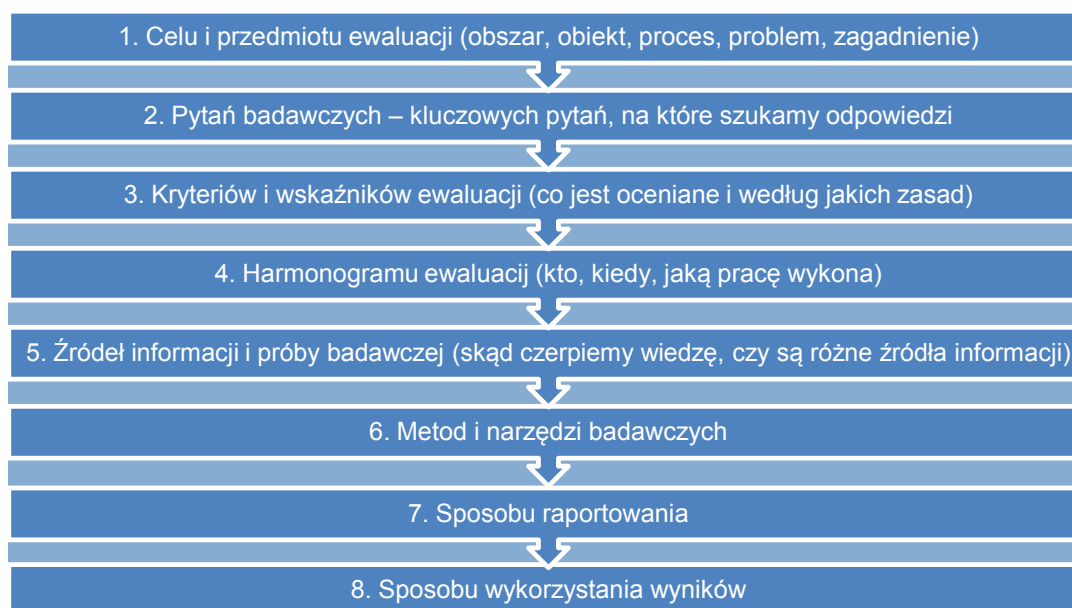 1. Celu i przedmiotu ewaluacji (obszar, obiekt, proces, problem, zagadnienie)
2. Pytań badawczych – kluczowych pytań, na które szukamy odpowiedzi
3. Kryteriów i wskaźników ewaluacji (co jest oceniane i według jakich zasad)
4. Harmonogramu ewaluacij (kto, kiedy, jaką pracę wykona)
5. Źródeł informacji i próby badawczej (skąd czerpiemy wiedzę, czy są różne źródła informacji)
6. Metod i narzędzi badawczych
7. Sposobu raportowania
8. Sposobu wykorzystania wyników